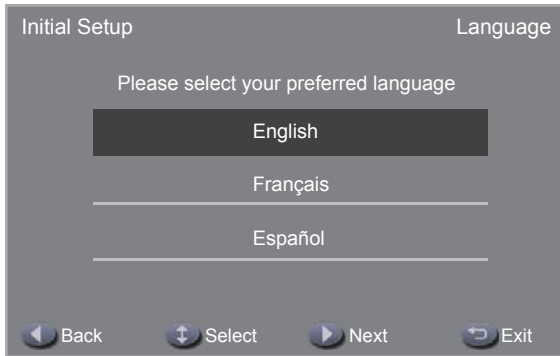 Initial Setup Language
Please select your preferred language
English
Français
Español
Back Select Next Exit